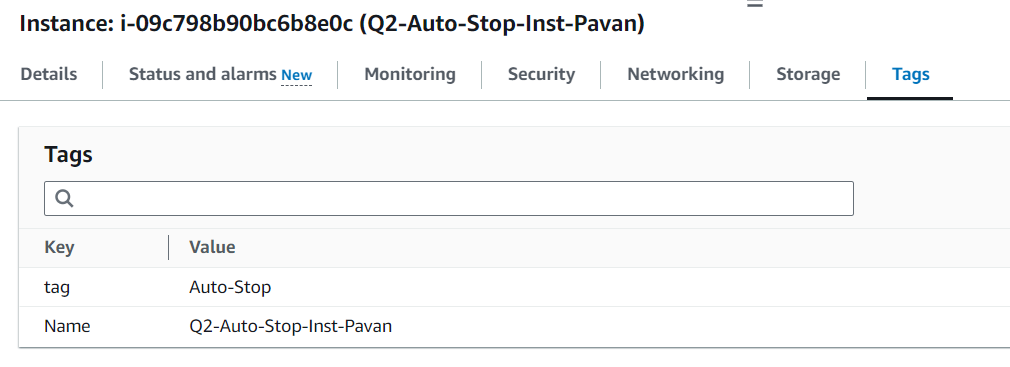 Instance: i-09c798b90bc6b8e0c (Q2-Auto-Stop-Inst-Pavan)
Details Status and alarms New Monitoring Security Networking Storage Tags
Tags
Key Value
tag Auto-Stop
Name Q2-Auto-Stop-Inst-Pavan